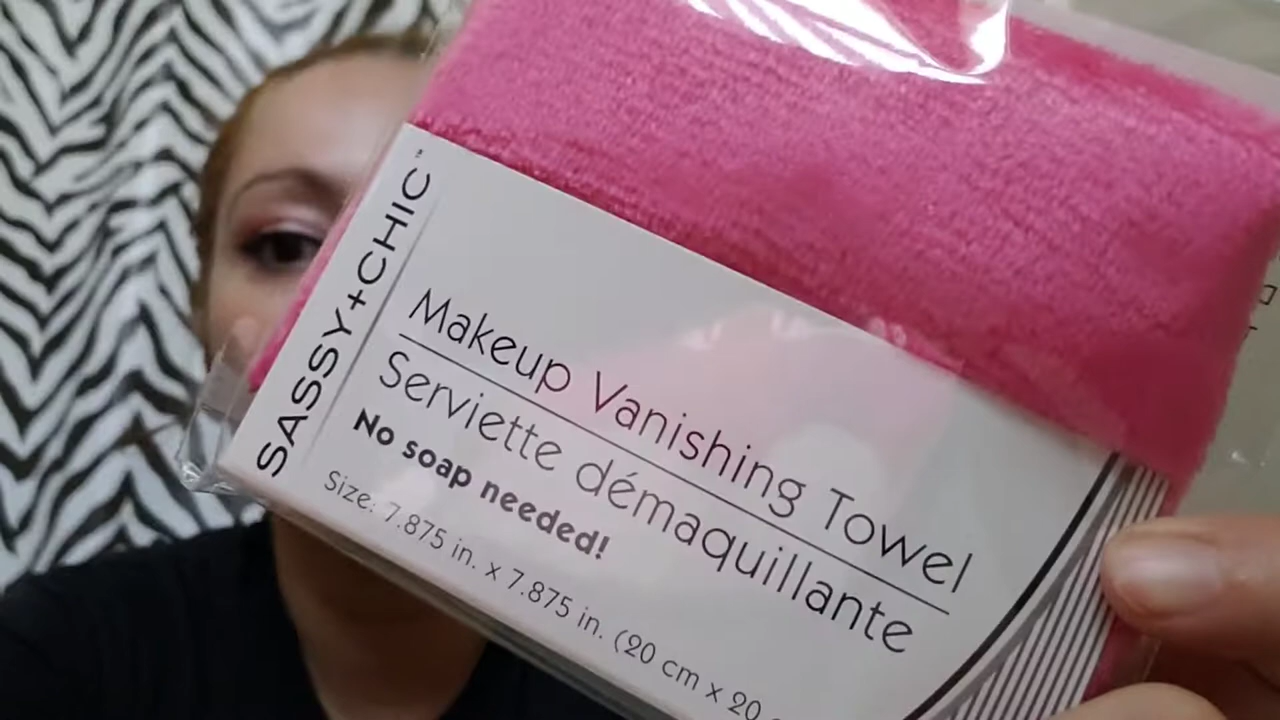 SASSY+CHIC™
Makeup Vanishing Towel
Serviette démaquillante
No soap needed!
Size: 7.875 in. x 7.875 in. (20 cm x 20